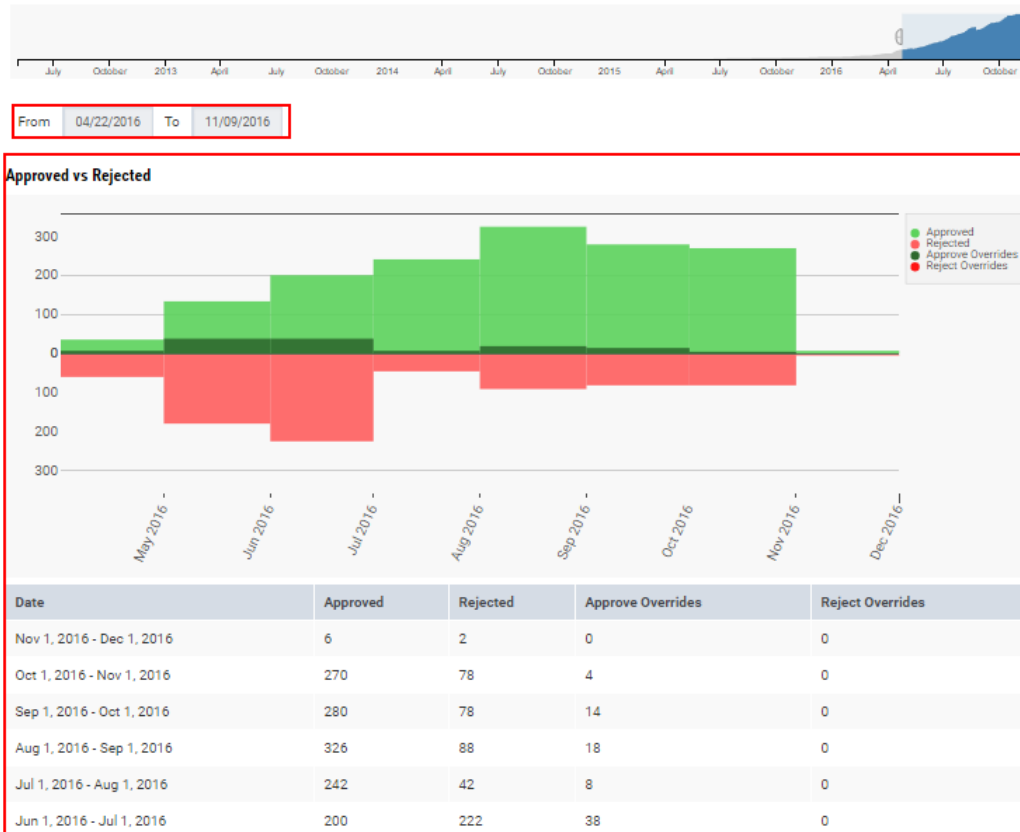 July October 2013 April July October 2014 April July October 2015 April July October 2016 April July October
From 04/22/2016 To 11/09/2016
Approved vs Rejected
Approved
Rejected
Approve Overrides
Reject Overrides
300
200
100
0
100
200
300
May 2016 Jun 2016 Jul 2016 Aug 2016 Sep 2016 Oct 2016 Nov 2016 Dec 2016
Date Approved Rejected Approve Overrides Reject Overrides
Nov 1, 2016 - Dec 1, 2016 6 2 0 0
Oct 1, 2016 - Nov 1, 2016 270 78 4 0
Sep 1, 2016 - Oct 1, 2016 280 78 14 0
Aug 1, 2016 - Sep 1, 2016 326 88 18 0
Jul 1, 2016 - Aug 1, 2016 242 42 8 0
Jun 1, 2016 - Jul 1, 2016 200 222 38 0